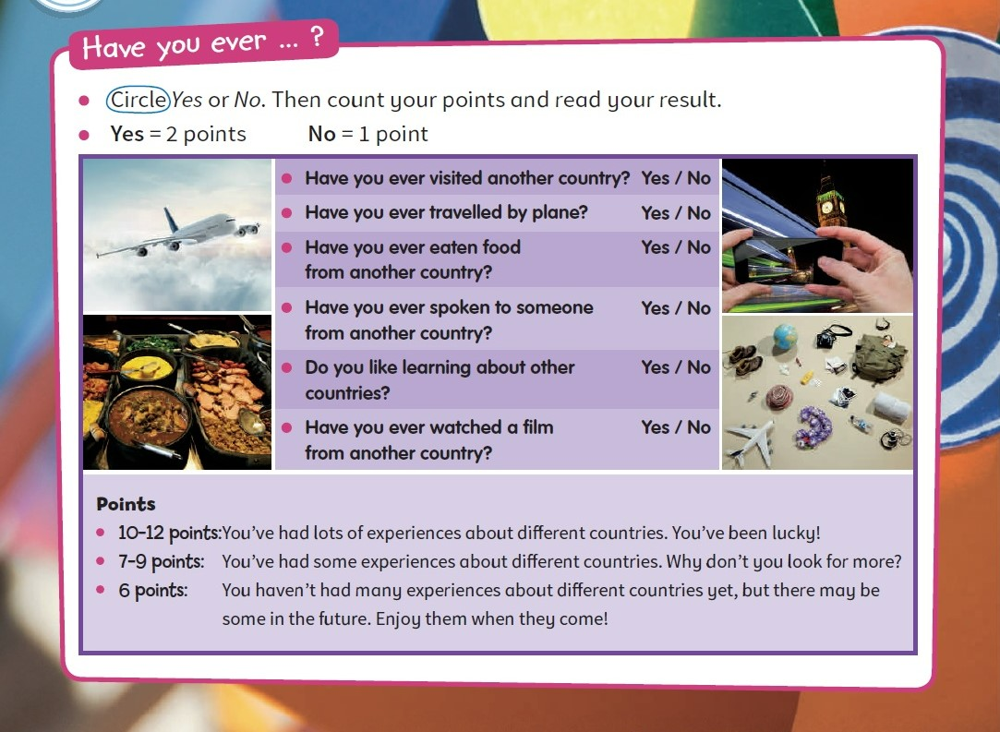 Have you ever ... ?
Circle Yes or No. Then count your points and read your result.
Yes = 2 points No = 1 point
Have you ever visited another country? Yes / No
Have you ever travelled by plane? Yes / No
Have you ever eaten food Yes / No
from another country?
Have you ever spoken to someone Yes / No
from another country?
Do you like learning about other Yes / No
countries?
Have you ever watched a film Yes / No
from another country?
Points
10–12 points: You've had lots of experiences about different countries. You've been lucky!
7–9 points: You've had some experiences about different countries. Why don't you look for more?
6 points: You haven't had many experiences about different countries yet, but there may be
some in the future. Enjoy them when they come!